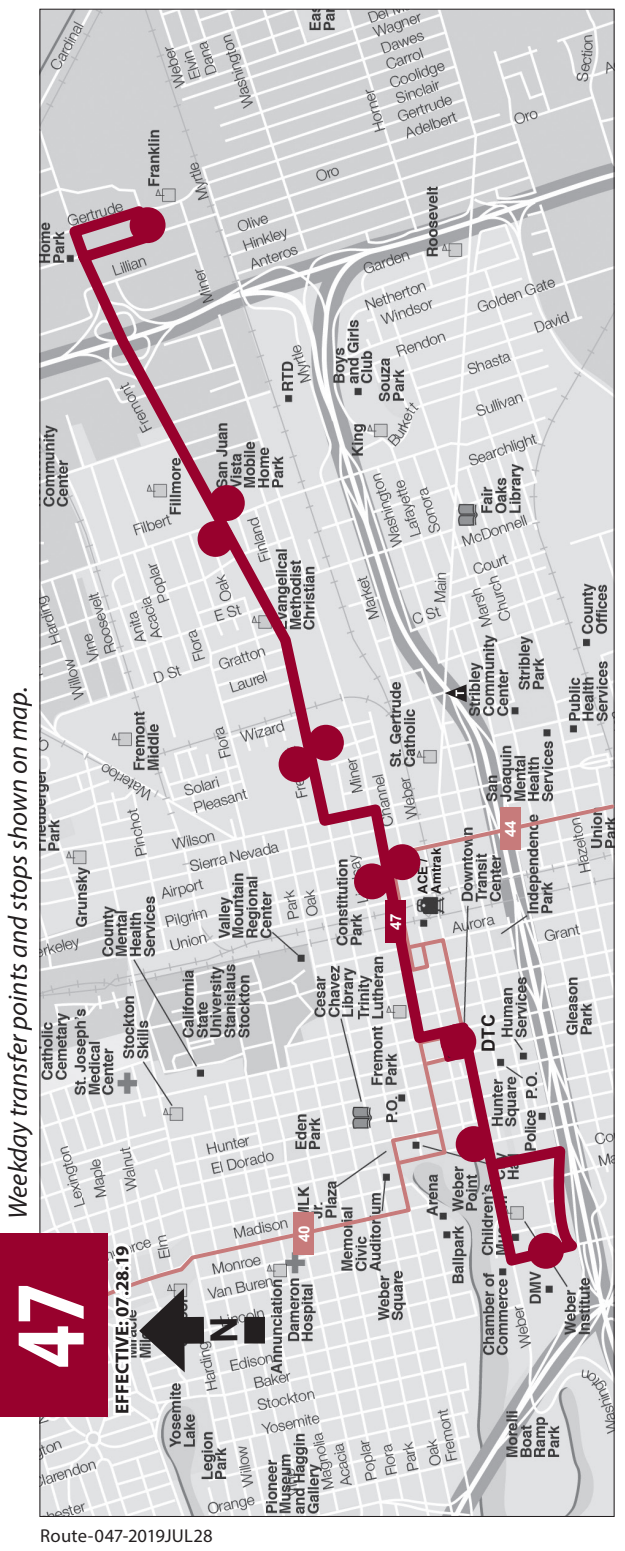 Weekday transfer points and stops shown on map.
47
EFFECTIVE: 07.28.19
N
Cardinal
Weber
Elvin
Dana
Washington
Wagner
Dawes
Carrol
Coolidge
Sinclair
Gertrude
Adelbert
Horner
Section
Oro
Home
Park
Gertrude
Franklin
Myrtle
Oro
Lillian
Olive
Hinkley
Anteros
Miner
Roosevelt
Garden
Netherton
Windsor
Golden Gate
David
Rendon
Shasta
Sullivan
Searchlight
Fremont
RTD
Myrtle
Boys
and Girls
Club
Souza
Park
King
Burkett
Community
Center
Fillmore
San Juan
Vista
Mobile
Home
Park
Filbert
Finland
Washington
Lafayette
Sonora
Fair
Oaks
Library
McDonnell
Harding
Willow
Vine
Roosevelt
Anita
Acacia
Poplar
Oak
E St
Flora
D St
Gratton
Laurel
Evangelical
Methodist
Christian
Market
Main
C St
Court
Church
Marsh
County
Offices
Stribley
Community
Center
Stribley
Park
Public
Health
Services
Fremont
Middle
Waterloo
Flora
Wizard
Solari
Pleasant
Miner
Channel
Weber
St. Gertrude
Catholic
San
Joaquin
Mental
Health
Services
Park
Grunsky
Pinchot
Wilson
Sierra Nevada
Airport
Pilgrim
Union
Park
Oak
County
Mental
Health
Services
Valley
Mountain
Regional
Center
Constitution
Park
ACE /
Amtrak
44
47
Downtown
Transit
Center
Independence
Park
Hazelton
Union
Park
Aurora
Grant
Catholic
Cemetary
St. Joseph's
Medical
Center
Stockton
Skills
California
State
University
Stanislaus
Stockton
Cesar
Chavez
Library
Trinity
Lutheran
Fremont
Park
P.O.
DTC
Human
Services
Hunter
Square
P.O.
Police
Gleason
Park
Lexington
Maple
Walnut
Hunter
El Dorado
Eden
Park
MLK
Jr.
Plaza
Memorial
Civic
Auditorium
Arena
Weber
Point
Ballpark
Children's
40
Madison
Elm
Monroe
Van Buren
Lincoln
Harding
Edison
Baker
Stockton
Yosemite
Annunciation
Dameron
Hospital
Weber
Square
Chamber of
Commerce
DMV
Weber
Institute
Weber
Washington
Yosemite
Lake
Legion
Park
Willow
Orange
Pioneer
Museum
and Haggin
Gallery
Magnolia
Acacia
Poplar
Flora
Park
Oak
Fremont
Morelli
Boat
Ramp
Park
Route-047-2019JUL28